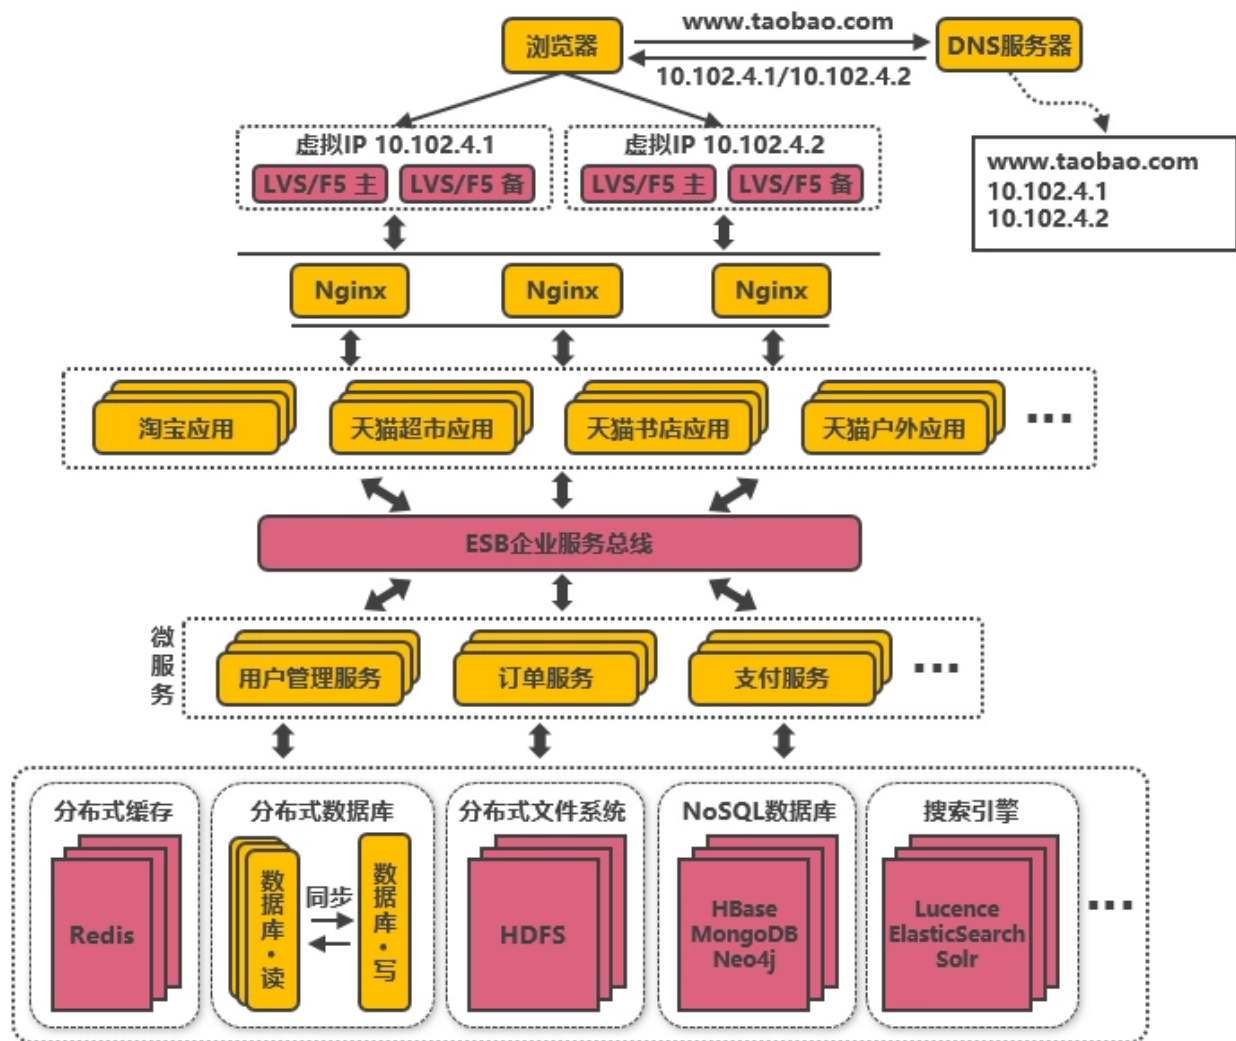 www.taobao.com
浏览器
DNS服务器
10.102.4.1/10.102.4.2
虚拟IP 10.102.4.1
虚拟IP 10.102.4.2
LVS/F5 主
LVS/F5 备
LVS/F5 主
LVS/F5 备
www.taobao.com
10.102.4.1
10.102.4.2
Nginx
Nginx
Nginx
淘宝应用
天猫超市应用
天猫书店应用
天猫户外应用
...
ESB企业服务总线
微服务
用户管理服务
订单服务
支付服务
...
分布式缓存
分布式数据库
分布式文件系统
NoSQL数据库
搜索引擎
Redis
数据库·读
同步
数据库·写
HDFS
HBase
MongoDB
Neo4j
Lucence
ElasticSearch
Solr
...